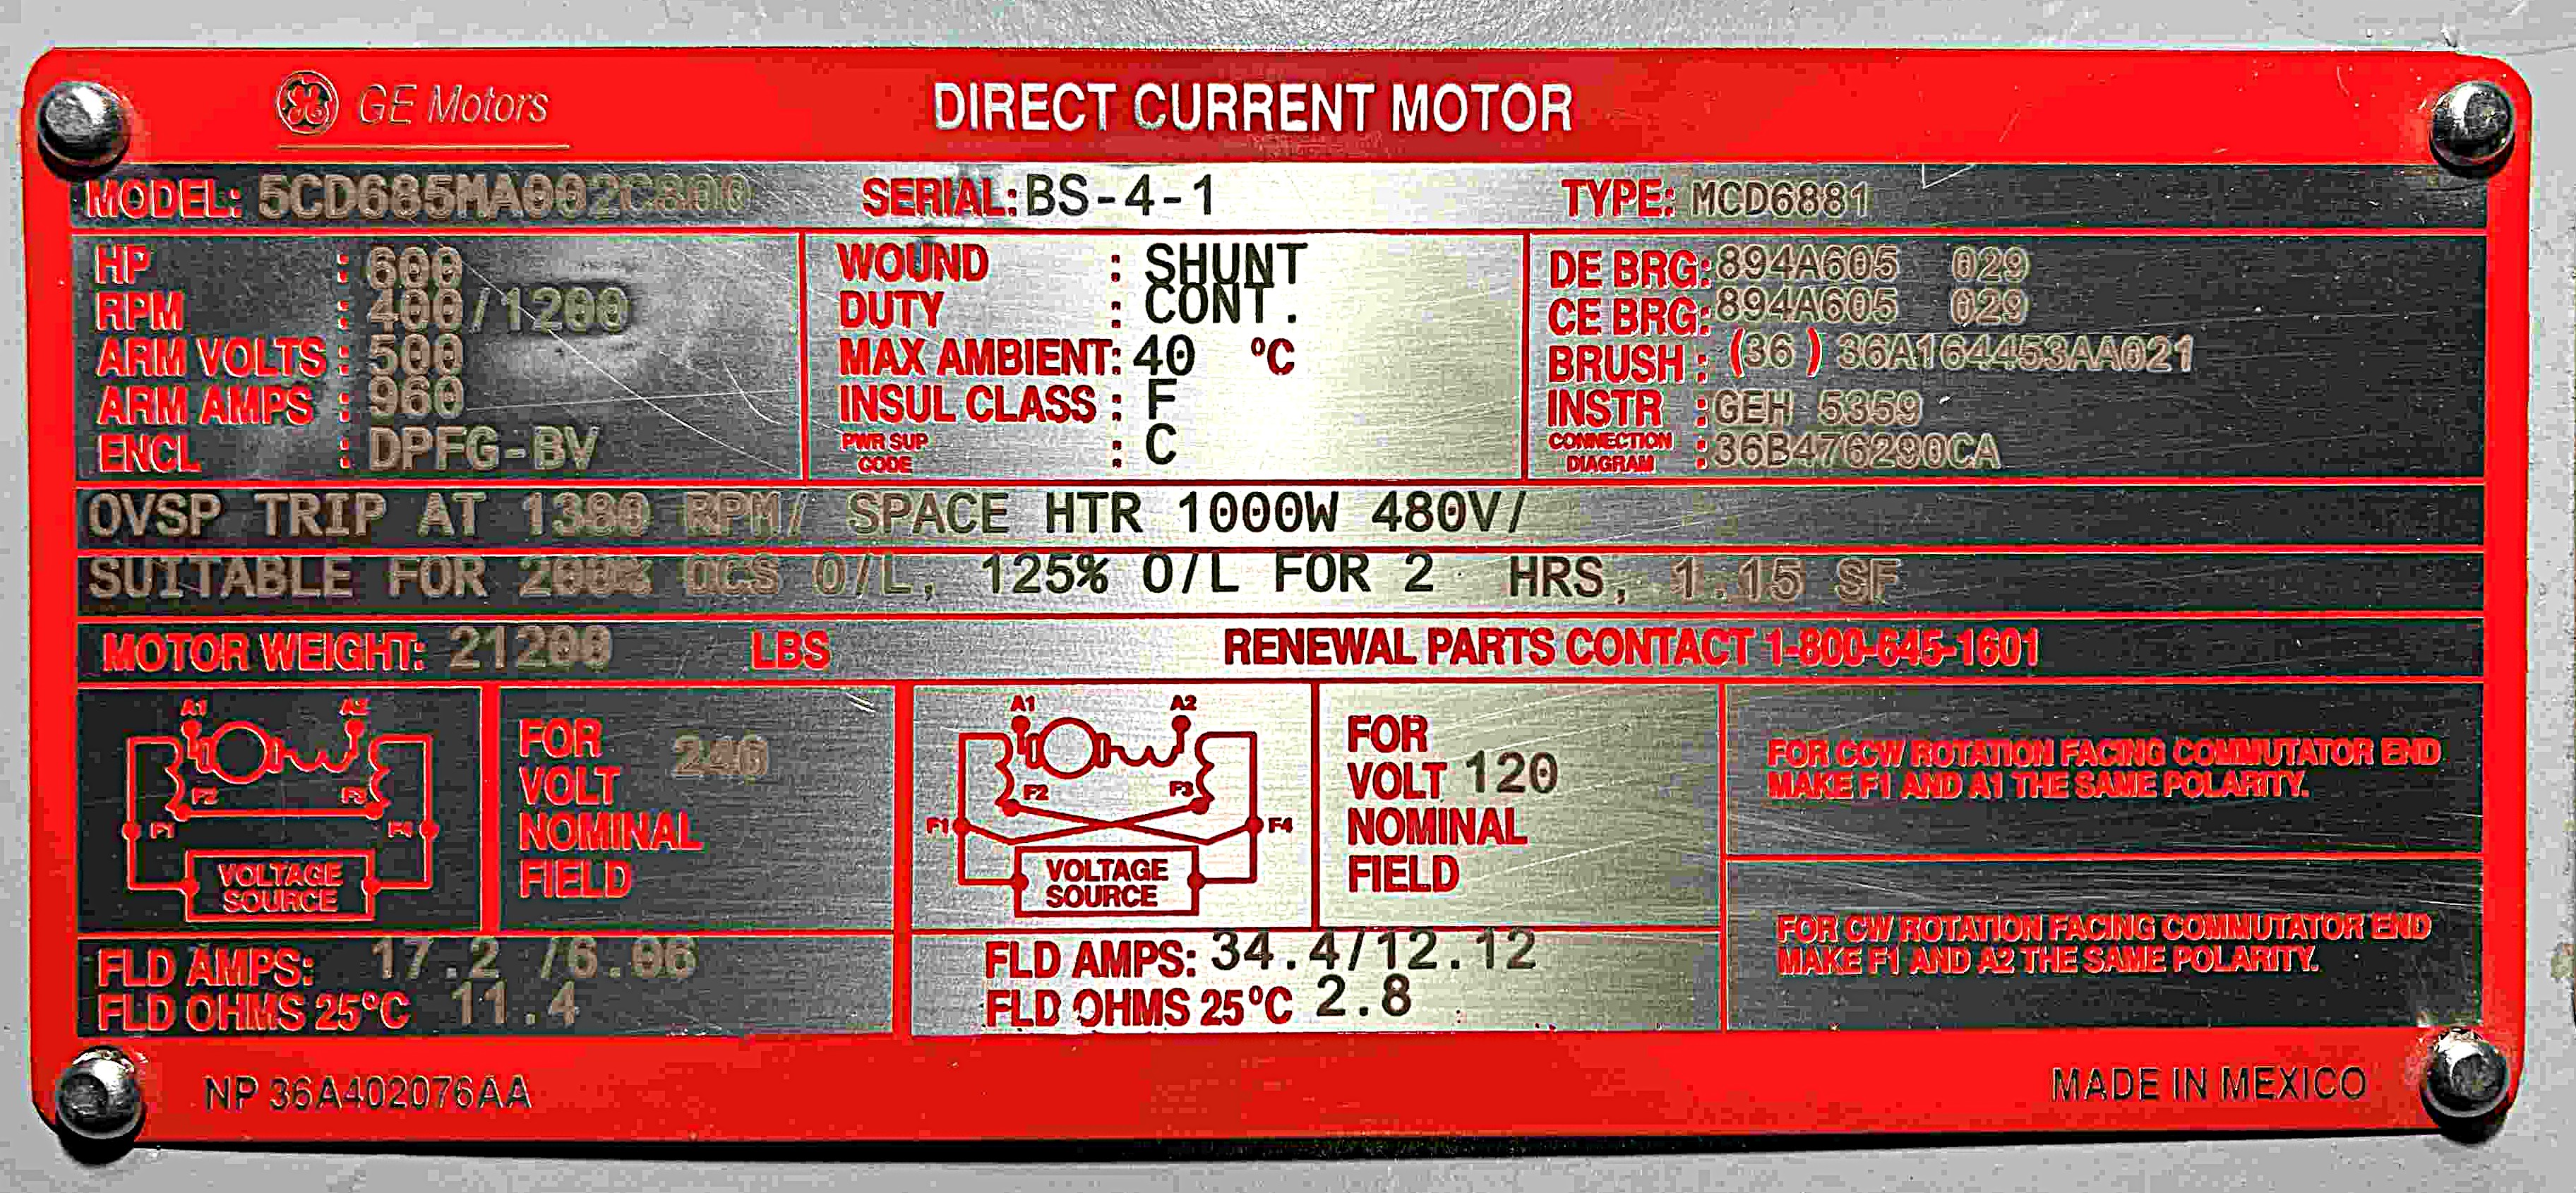 GE Motors
DIRECT CURRENT MOTOR
MODEL: 5CD685MA002C800 SERIAL: BS-4-1 TYPE: MCD6881
HP : 600
RPM : 400/1200
ARM VOLTS : 500
ARM AMPS : 960
ENCL : DPFG-BV
WOUND : SHUNT
DUTY : CONT.
MAX AMBIENT: 40 ºC
INSUL CLASS : F
PWR SUP CODE : C
DE BRG: 894A605 029
CE BRG: 894A605 029
BRUSH : (36) 36A164453AA021
INSTR : GEH 5359
CONNECTION DIAGRAM : 36B476290CA
OVSP TRIP AT 1380 RPM/ SPACE HTR 1000W 480V/
SUITABLE FOR 200% OCS O/L, 125% O/L FOR 2 HRS, 1.15 SF
MOTOR WEIGHT: 21200 LBS RENEWAL PARTS CONTACT 1-800-645-1601
A1 A2
F2 F3
F1 F4
VOLTAGE
SOURCE
FOR
VOLT 240
NOMINAL
FIELD
A1 A2
F2 F3
F1 F4
VOLTAGE
SOURCE
FOR
VOLT 120
NOMINAL
FIELD
FOR CCW ROTATION FACING COMMUTATOR END
MAKE F1 AND A1 THE SAME POLARITY.
FOR CW ROTATION FACING COMMUTATOR END
MAKE F1 AND A2 THE SAME POLARITY.
FLD AMPS: 17.2 /6.06
FLD OHMS 25ºC 11.4
FLD AMPS: 34.4/12.12
FLD OHMS 25ºC 2.8
NP 36A402076AA
MADE IN MEXICO